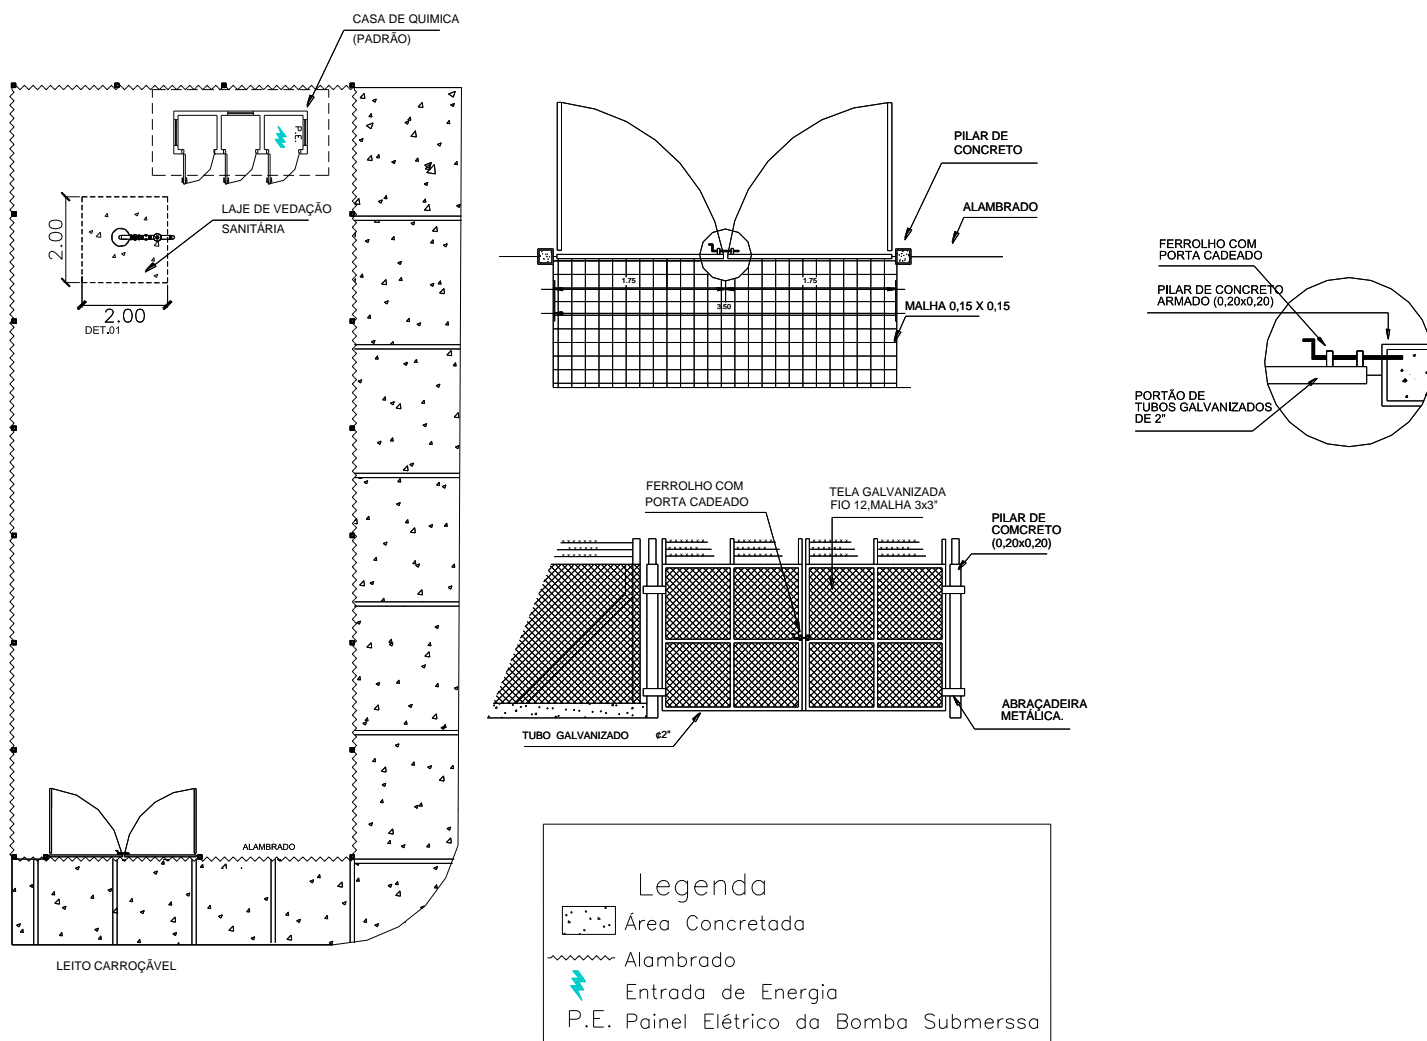 CASA DE QUIMICA
(PADRÃO)
P.E.
LAJE DE VEDAÇÃO
SANITÁRIA
2.00
2.00
DET.01
ALAMBRADO
LEITO CARROÇÃVEL
PILAR DE
CONCRETO
ALAMBRADO
1.75
1.75
3.50
MALHA 0,15 X 0,15
FERROLHO COM
PORTA CADEADO
PILAR DE CONCRETO
ARMADO (0,20x0,20)
PORTÃO DE
TUBOS GALVANIZADOS
DE 2"
FERROLHO COM
PORTA CADEADO
TELA GALVANIZADA
FIO 12,MALHA 3x3"
PILAR DE
COMCRETO
(0,20x0,20)
ABRAÇADEIRA
METÁLICA.
TUBO GALVANIZADO ¢2"
Legenda
Área Concretada
Alambrado
Entrada de Energia
P.E. Painel Elétrico da Bomba Submerssa